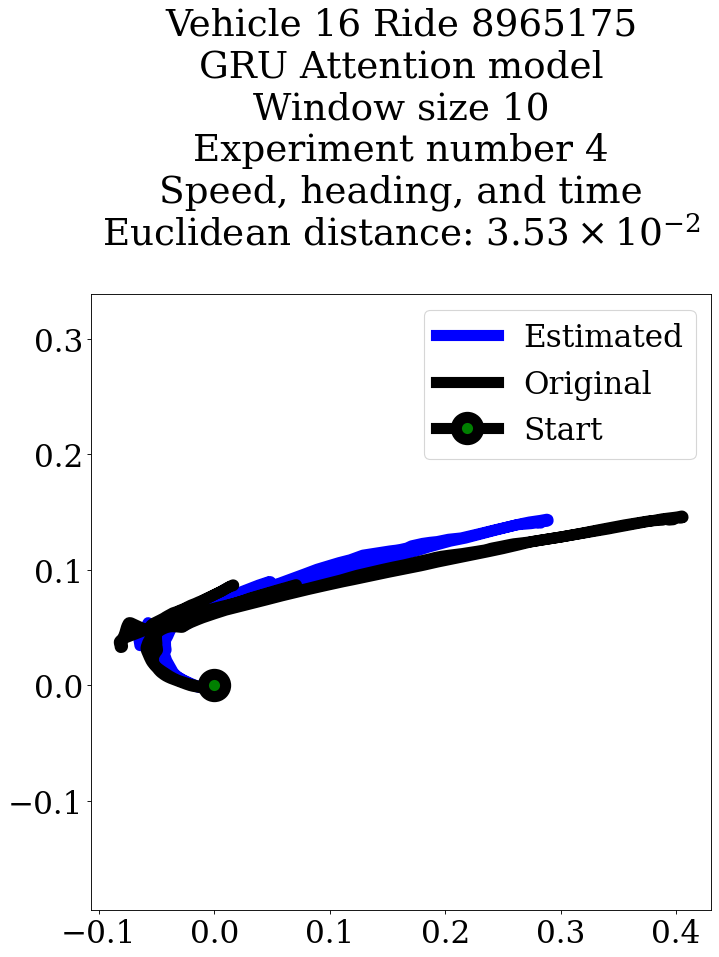 Vehicle 16 Ride 8965175
GRU Attention model
Window size 10
Experiment number 4
Speed, heading, and time
Euclidean distance: 3.53 × 10⁻²
Estimated
Original
Start
0.3
0.2
0.1
0.0
−0.1
−0.1 0.0 0.1 0.2 0.3 0.4